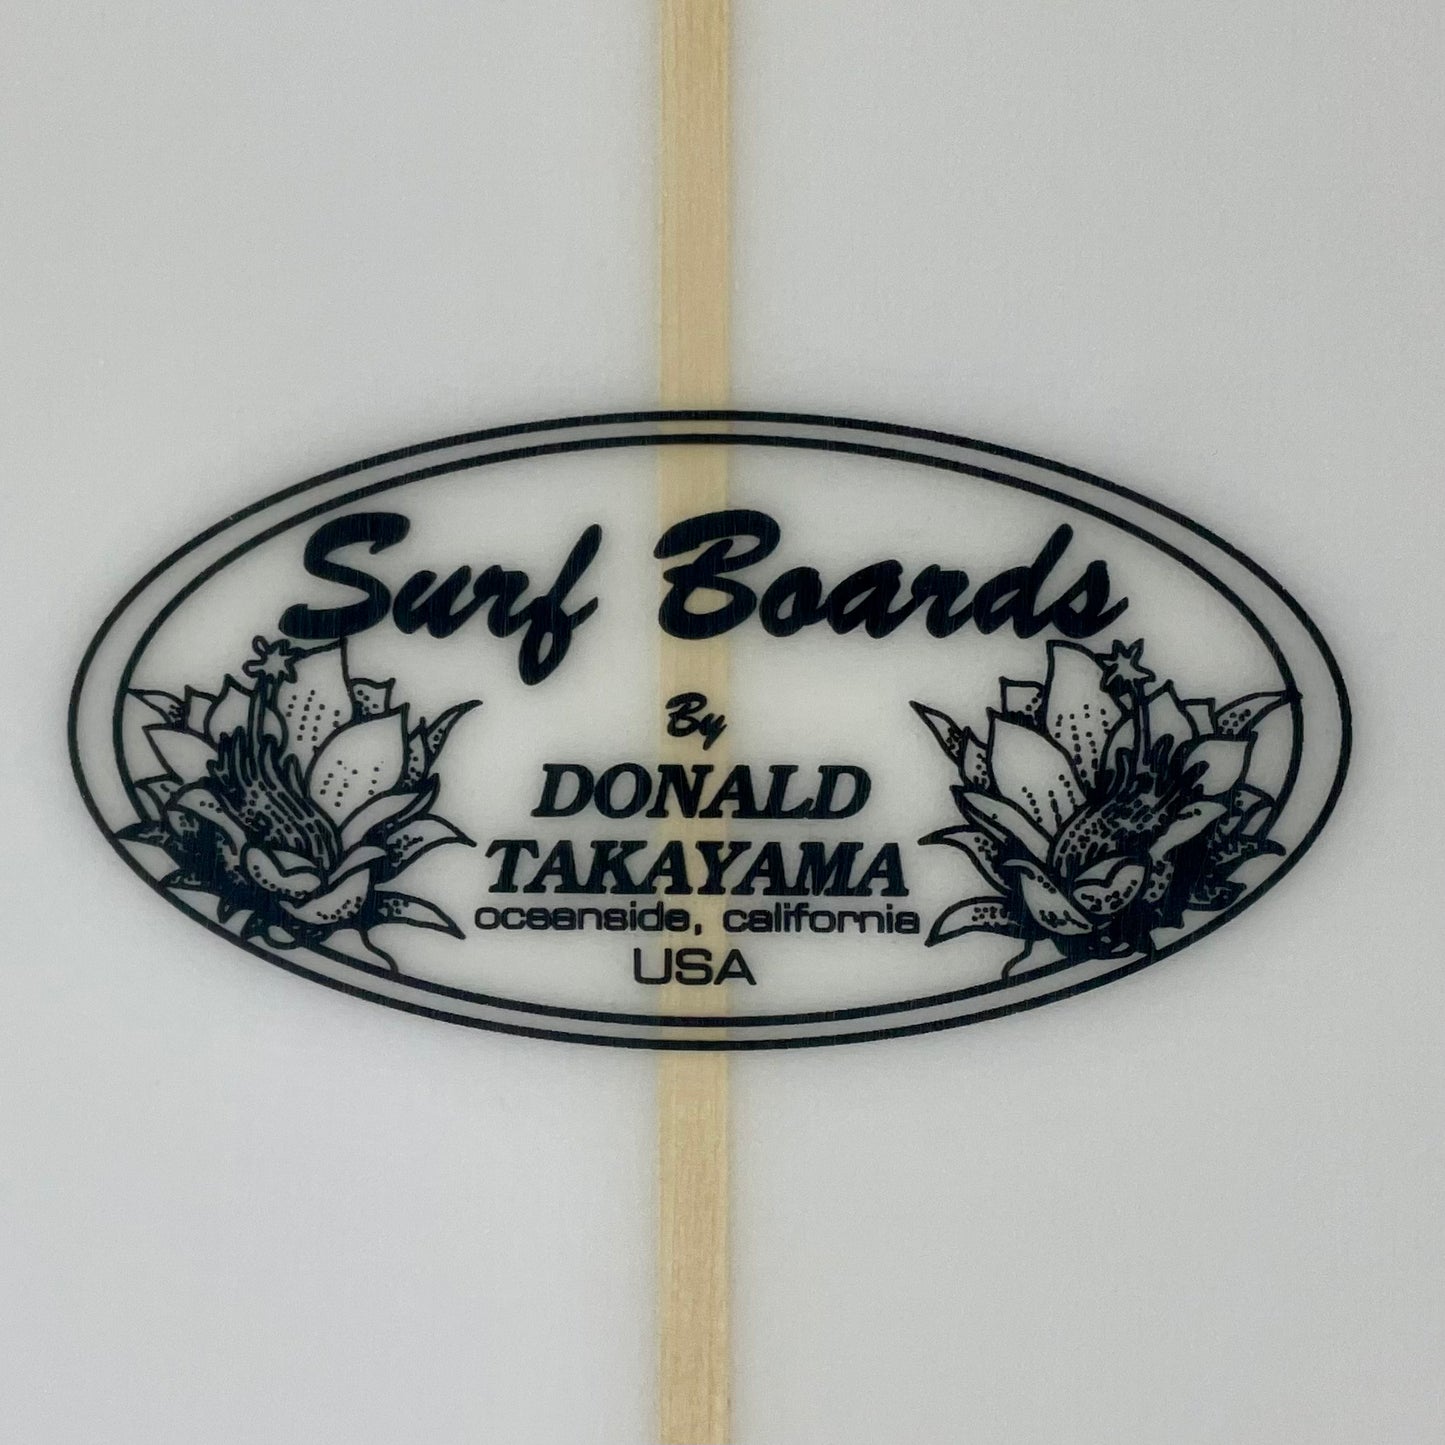 Surf Boards
By
DONALD
TAKAYAMA
oceanside, california
USA